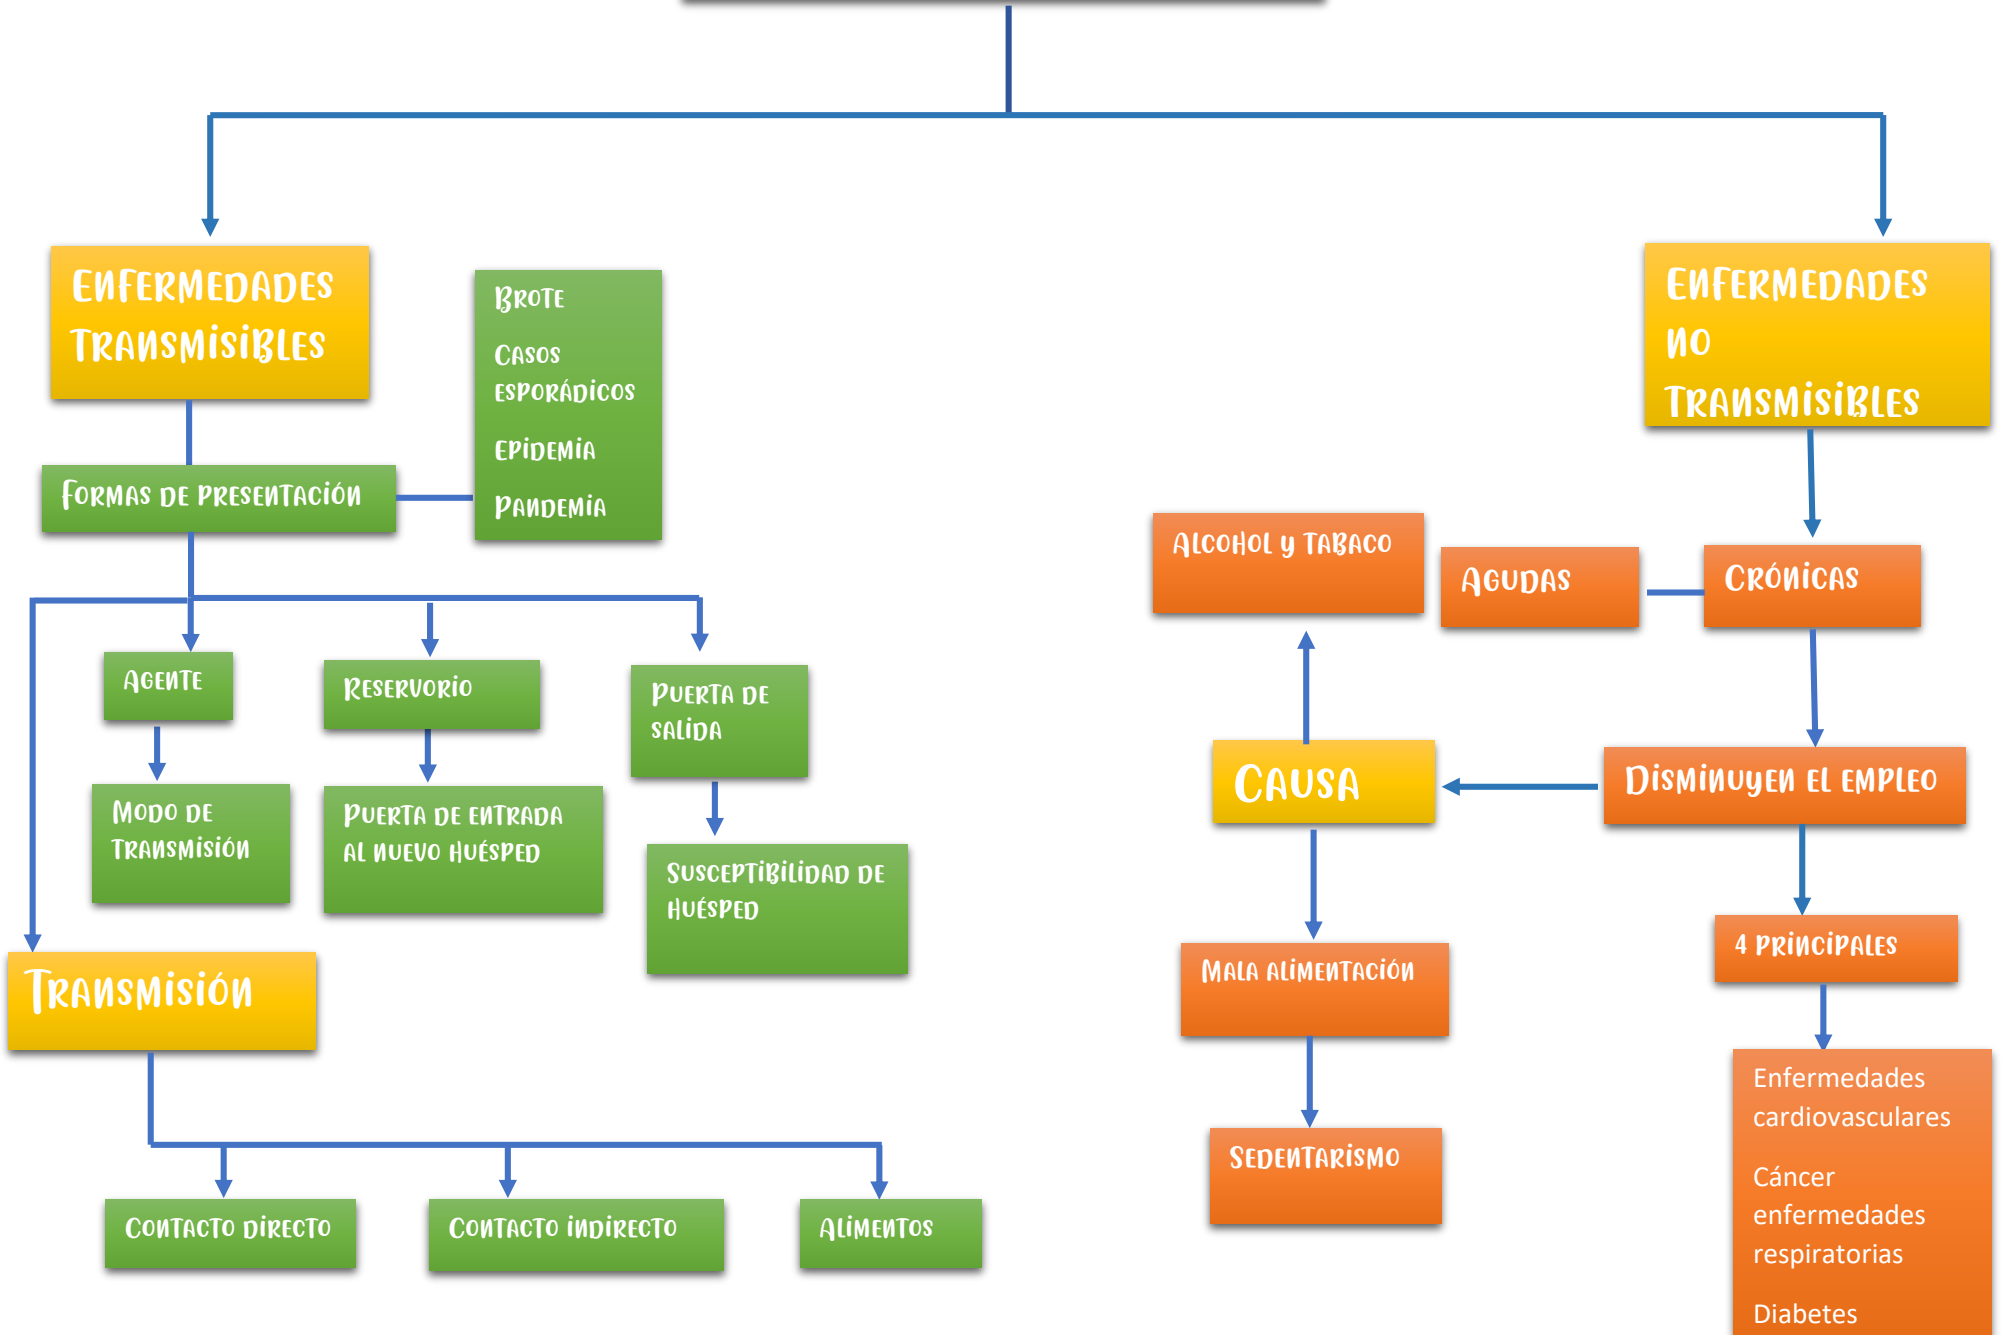 Enfermedades
transmisibles
Formas de presentación
Brote
Casos
esporádicos
Epidemia
Pandemia
Agente
Modo de
transmisión
Reservorio
Puerta de entrada
al nuevo huésped
Puerta de
salida
Susceptibilidad de
huésped
Transmisión
Contacto directo
Contacto indirecto
Alimentos
Enfermedades
no
transmisibles
Crónicas
Agudas
Disminuyen el empleo
Causa
Alcohol y tabaco
Mala alimentación
Sedentarismo
4 principales
Enfermedades
cardiovasculares
Cáncer
enfermedades
respiratorias
Diabetes